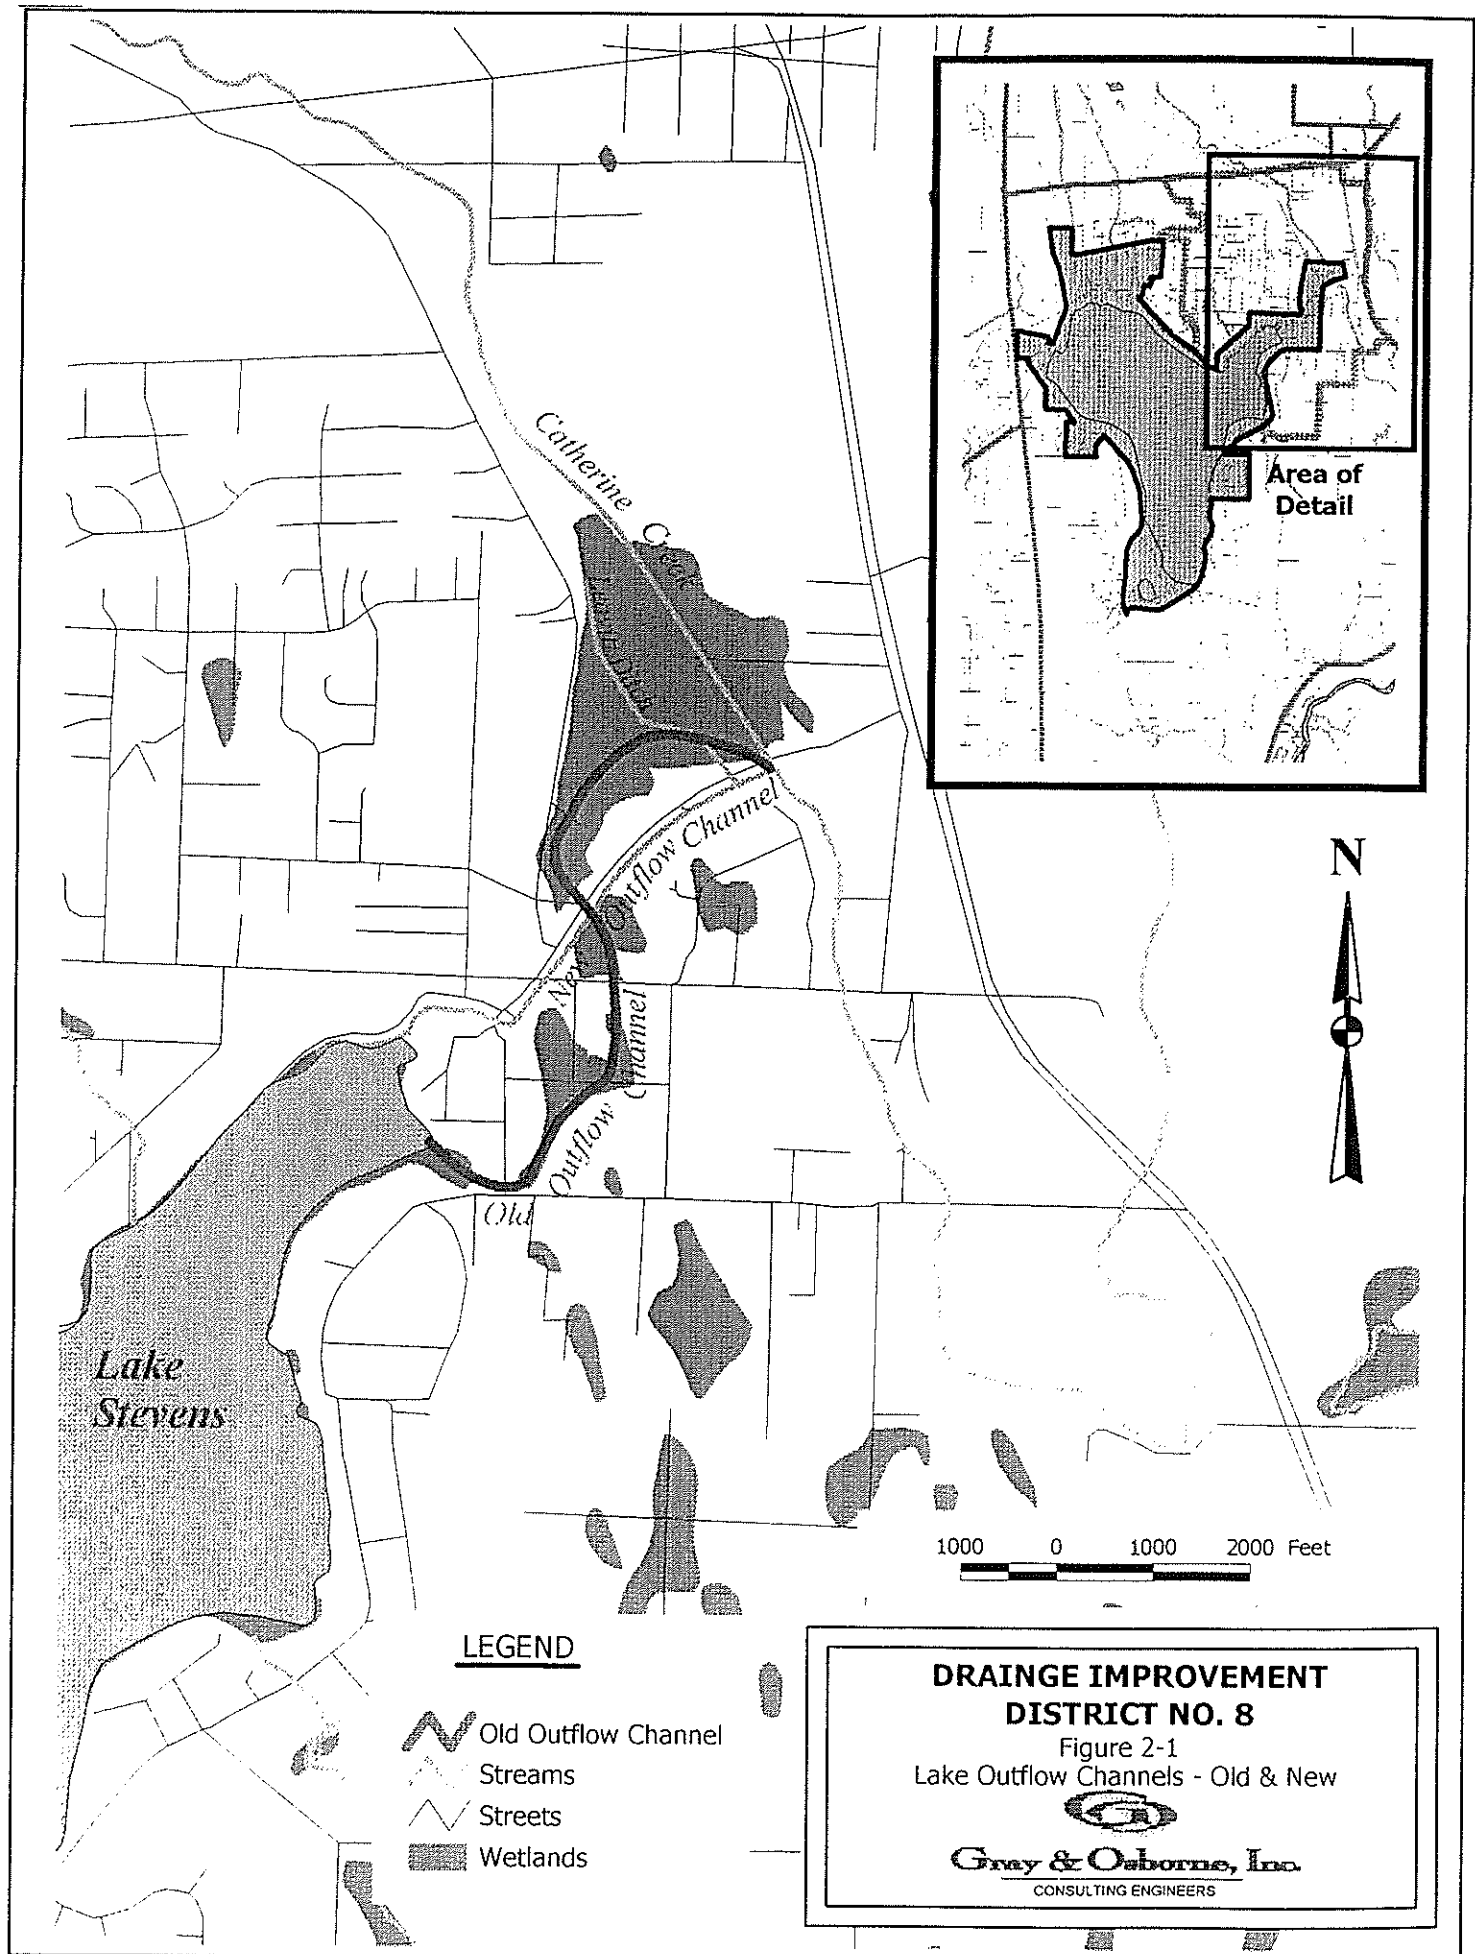 Area of
Detail
Catherine Creek
New Outflow Channel
Old Outflow Channel
N
Lake
Stevens
1000 0 1000 2000 Feet
LEGEND
Old Outflow Channel
Streams
Streets
Wetlands
DRAINGE IMPROVEMENT
DISTRICT NO. 8
Figure 2-1
Lake Outflow Channels - Old & New
Gray & Osborne, Inc.
CONSULTING ENGINEERS